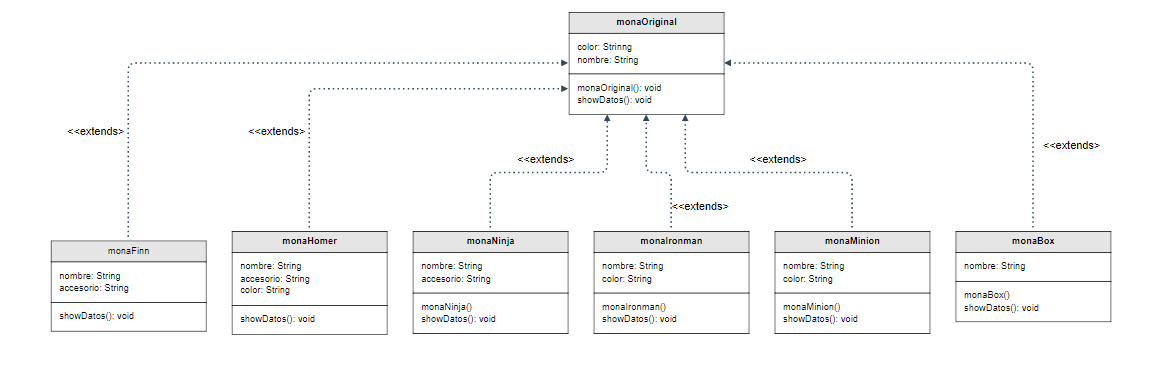 monaOriginal
color: Strinng
nombre: String
monaOriginal(): void
showDatos(): void
<<extends>>
<<extends>>
<<extends>>
<<extends>>
<<extends>>
<<extends>>
monaFinn
nombre: String
accesorio: String
showDatos(): void
monaHomer
nombre: String
accesorio: String
color: String
showDatos(): void
monaNinja
nombre: String
accesorio: String
monaNinja()
showDatos(): void
monaIronman
nombre: String
color: String
monaIronman()
showDatos(): void
monaMinion
nombre: String
color: String
monaMinion()
showDatos(): void
monaBox
nombre: String
monaBox()
showDatos(): void